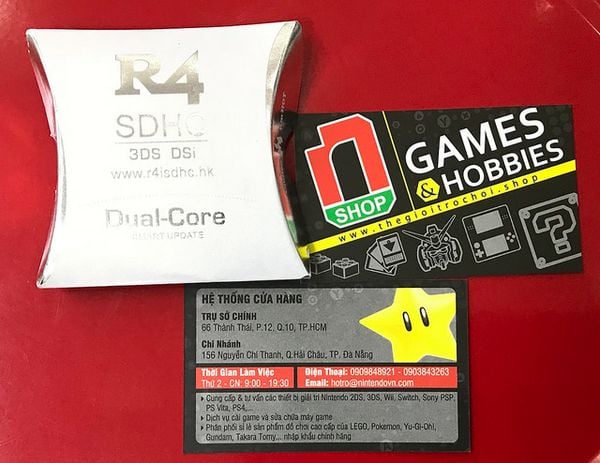 R4
SDHC
3DS DSi
www.r4isdhc.hk
Dual-Core
SMART UPDATE
n
SHOP
GAMES
& HOBBIES
www.thegioitrochoi.shop
?
HỆ THỐNG CỬA HÀNG
TRỤ SỞ CHÍNH
66 Thành Thái, P.12, Q.10, TP.HCM
Chi Nhánh
156 Nguyễn Chí Thanh, Q.Hải Châu, TP. Đà Nẵng
Thời Gian Làm Việc
Thứ 2 - CN: 9:00 - 19:30
Điện Thoại: 0909848921 - 0903843263
Email: hotro@nintendovn.com
Cung cấp & tư vấn các thiết bị giải trí Nintendo 2DS, 3DS, Wii, Switch, Sony PSP,
PS Vita, PS4,...
Dịch vụ cài game và sửa chữa máy game
Phân phối sỉ lẻ sản phẩm đồ chơi cao cấp của LEGO, Pokemon, Yu-Gi-Oh!,
Gundam, Takara Tomy... nhập khẩu chính hãng